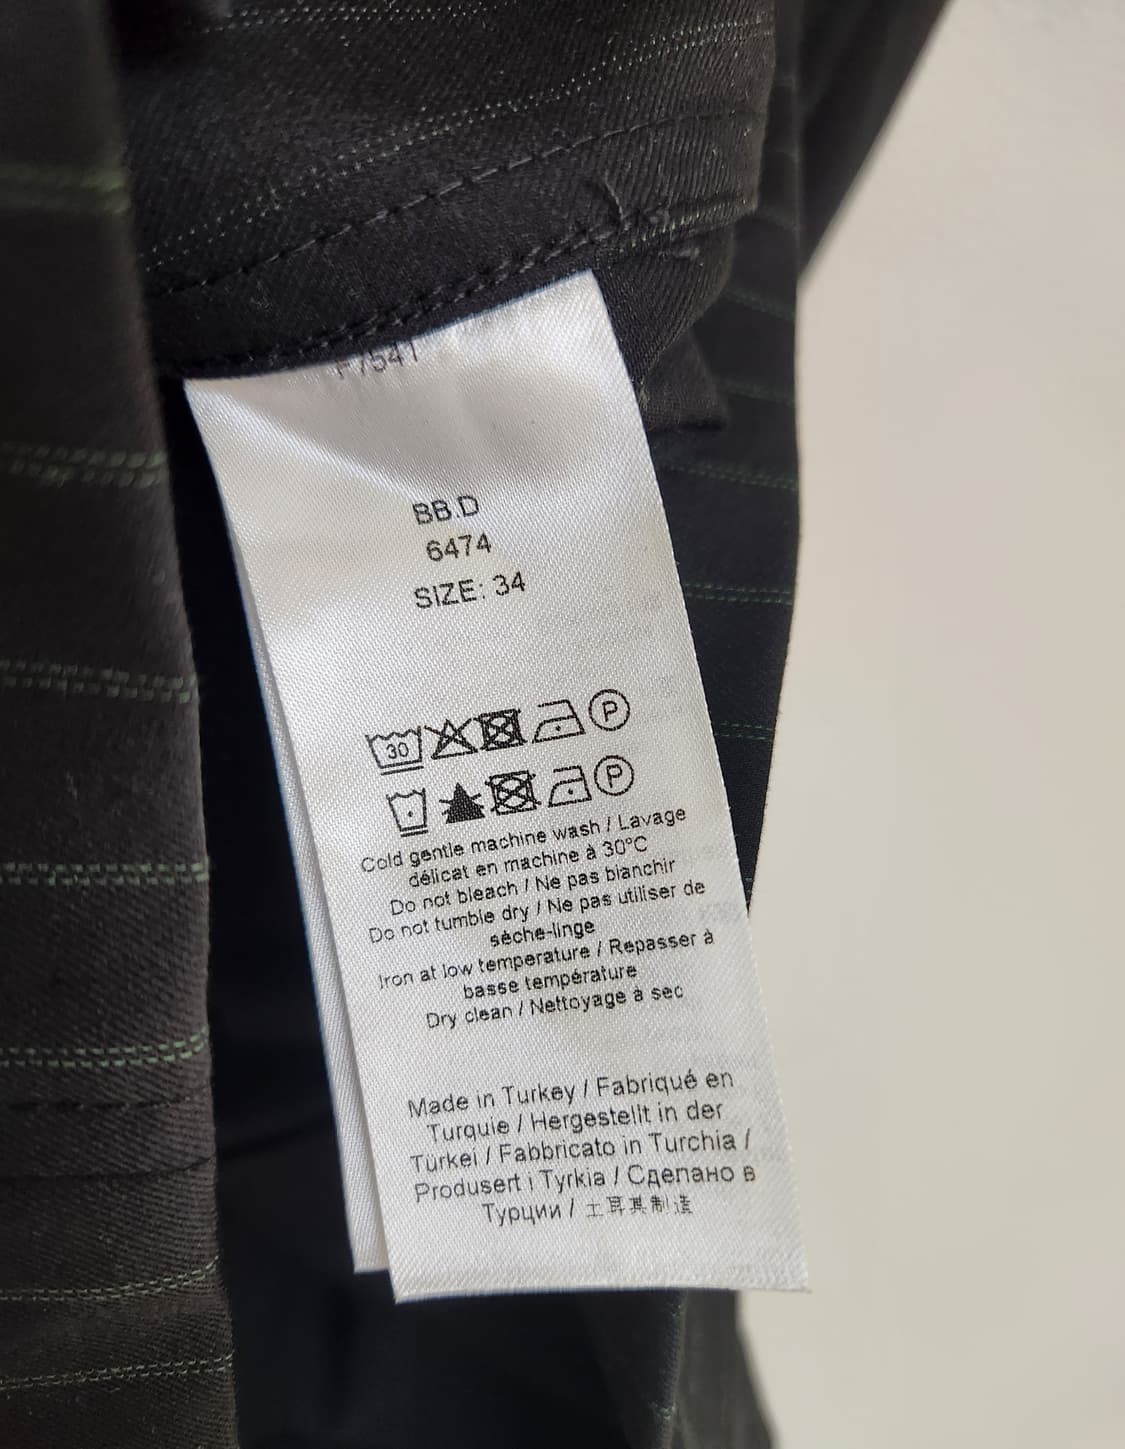 F7541
BB.D
6474
SIZE: 34
30 P
P
Cold gentle machine wash / Lavage
délicat en machine à 30°C
Do not bleach / Ne pas blanchir
Do not tumble dry / Ne pas utiliser de
sèche-linge
Iron at low temperature / Repasser à
basse température
Dry clean / Nettoyage à sec
Made in Turkey / Fabriqué en
Turquie / Hergestellt in der
Türkei / Fabbricato in Turchia /
Produsert i Tyrkia / Сделано в
Турции / 土耳其制造